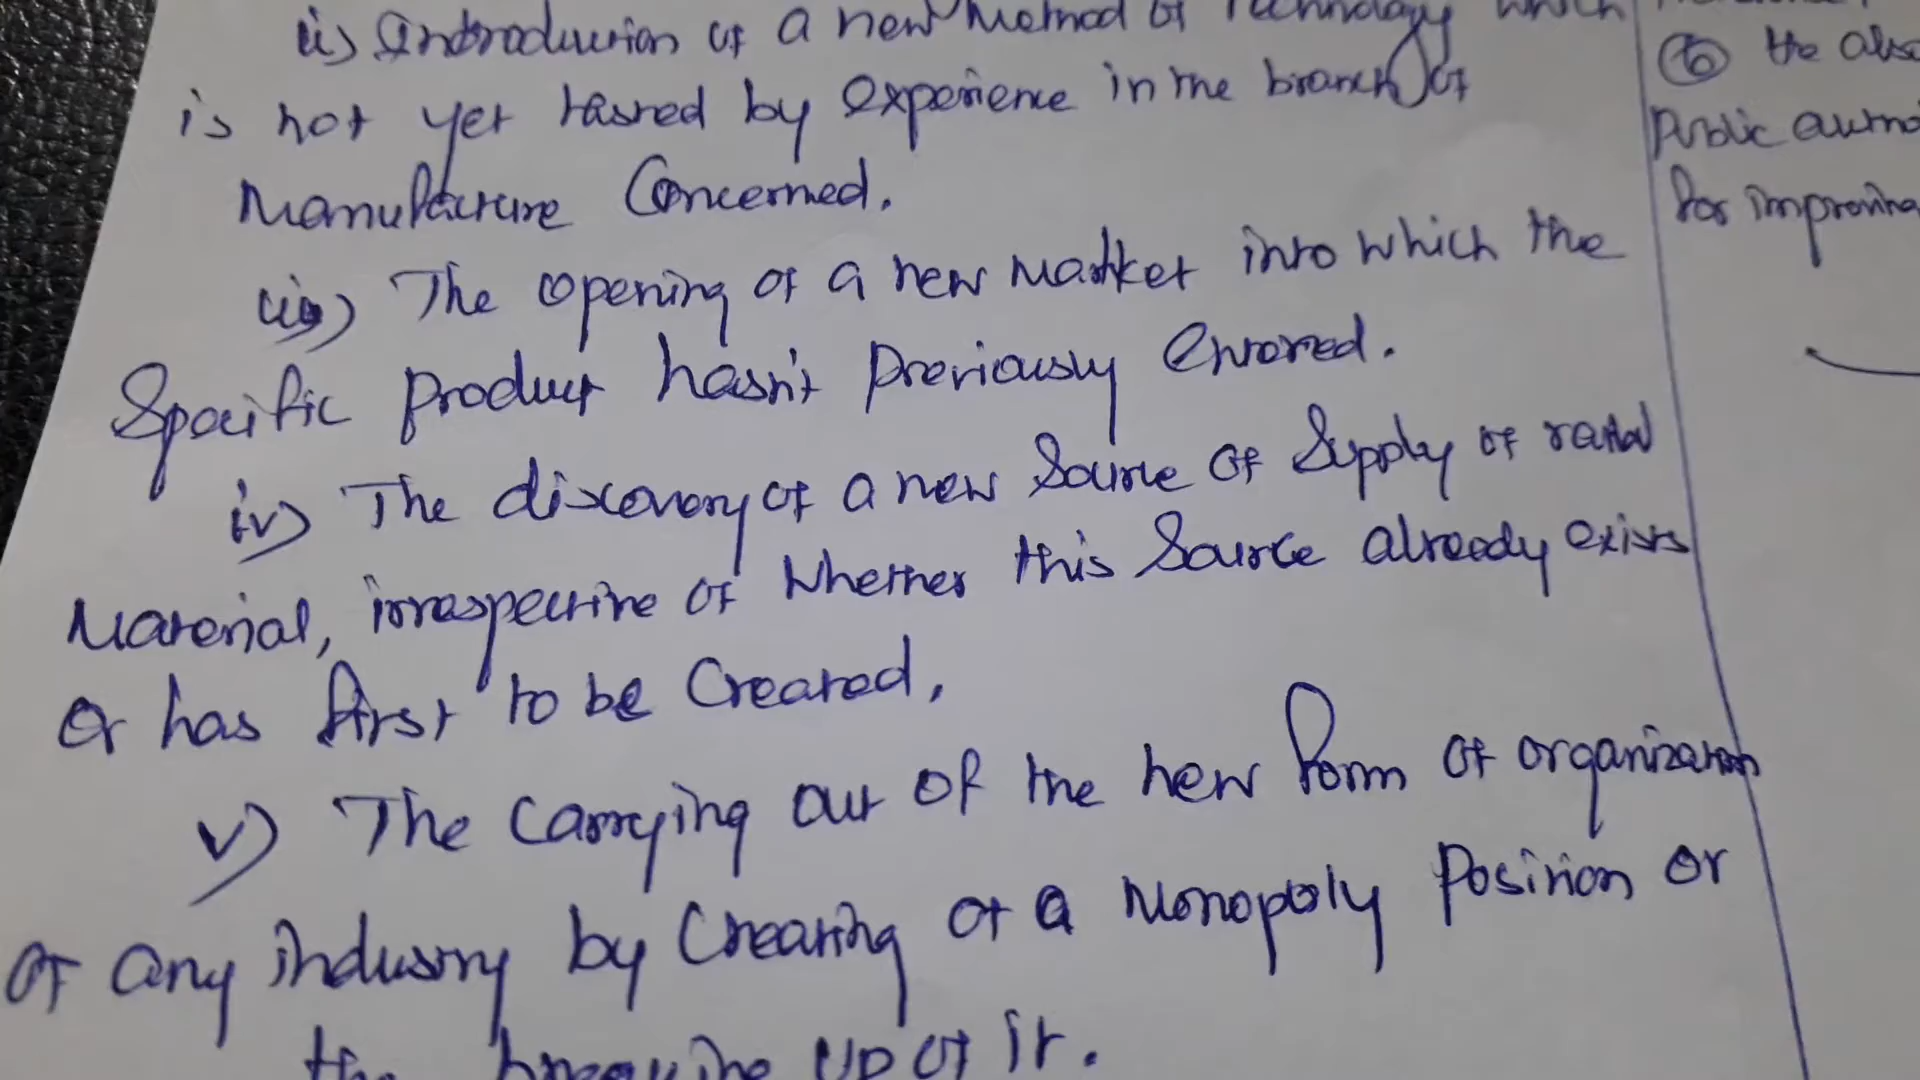 ii) Introduction of a new Method of Technology which
is not yet tasted by experience in the branch of
Manufacture Concerned.
iii) The opening of a new Market into which the
Specific product hasn't previously entered.
iv) The discovery of a new Source of Supply of
Material, irrespective of whether this Source already exists
or has first to be Created.
v) The Carrying out of the new form of organization
of any industry by Creating of a Monopoly Position or
the breaking up of it.
6 He also
Public
for improving